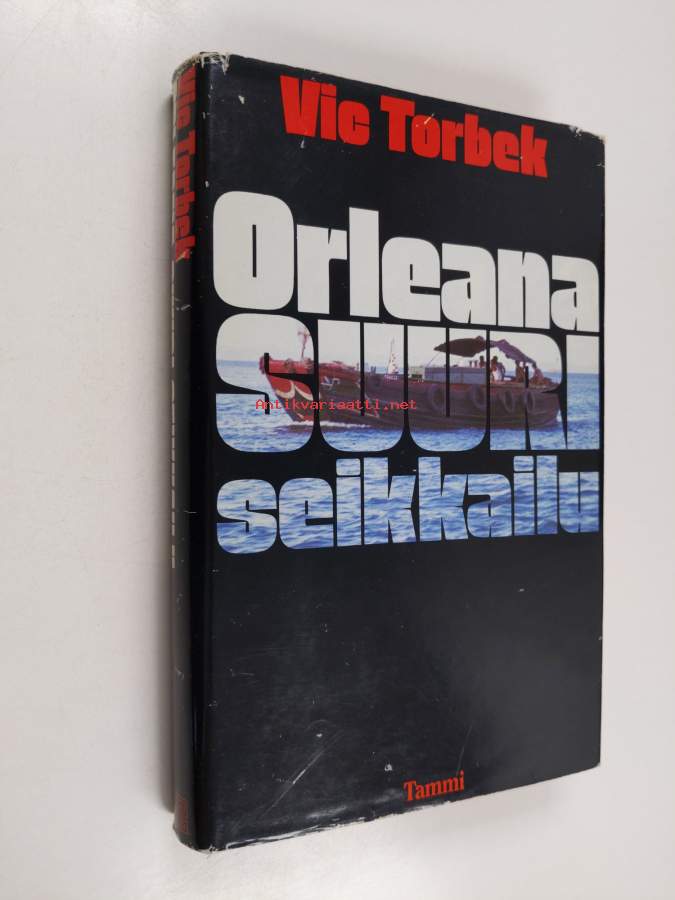 Vic Torbek
Vic Torbek
Orleana
SUURI
Antikvariaatti.net
seikkailu
Tammi